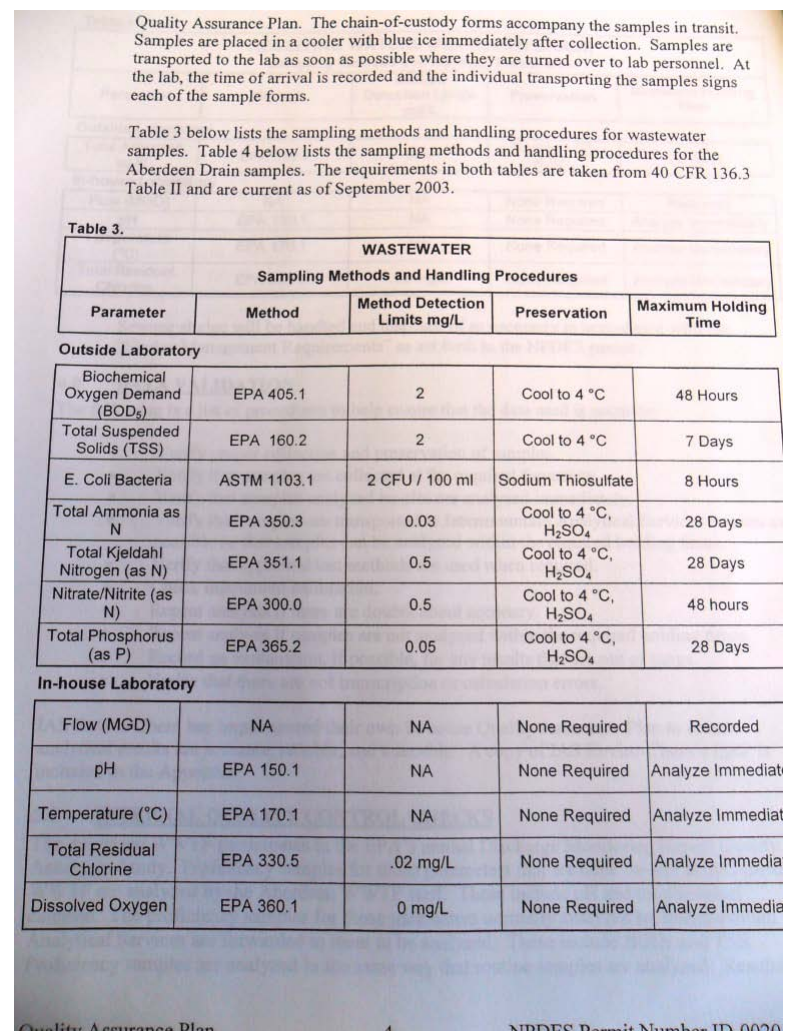 Quality Assurance Plan. The chain-of-custody forms accompany the samples in transit.
Samples are placed in a cooler with blue ice immediately after collection. Samples are
transported to the lab as soon as possible where they are turned over to lab personnel. At
the lab, the time of arrival is recorded and the individual transporting the samples signs
each of the sample forms.
Table 3 below lists the sampling methods and handling procedures for wastewater
samples. Table 4 below lists the sampling methods and handling procedures for the
Aberdeen Drain samples. The requirements in both tables are taken from 40 CFR 136.3
Table II and are current as of September 2003.
Table 3.
WASTEWATER
Sampling Methods and Handling Procedures
Parameter Method Method Detection Limits mg/L Preservation Maximum Holding Time
Outside Laboratory
Biochemical Oxygen Demand (BOD₅) EPA 405.1 2 Cool to 4 °C 48 Hours
Total Suspended Solids (TSS) EPA 160.2 2 Cool to 4 °C 7 Days
E. Coli Bacteria ASTM 1103.1 2 CFU / 100 ml Sodium Thiosulfate 8 Hours
Total Ammonia as N EPA 350.3 0.03 Cool to 4 °C, H₂SO₄ 28 Days
Total Kjeldahl Nitrogen (as N) EPA 351.1 0.5 Cool to 4 °C, H₂SO₄ 28 Days
Nitrate/Nitrite (as N) EPA 300.0 0.5 Cool to 4 °C, H₂SO₄ 48 hours
Total Phosphorus (as P) EPA 365.2 0.05 Cool to 4 °C, H₂SO₄ 28 Days
In-house Laboratory
Flow (MGD) NA NA None Required Recorded
pH EPA 150.1 NA None Required Analyze Immediat
Temperature (°C) EPA 170.1 NA None Required Analyze Immediat
Total Residual Chlorine EPA 330.5 .02 mg/L None Required Analyze Immedia
Dissolved Oxygen EPA 360.1 0 mg/L None Required Analyze Immedia
Quality Assurance Plan 4 NPDES Permit Number ID-0020